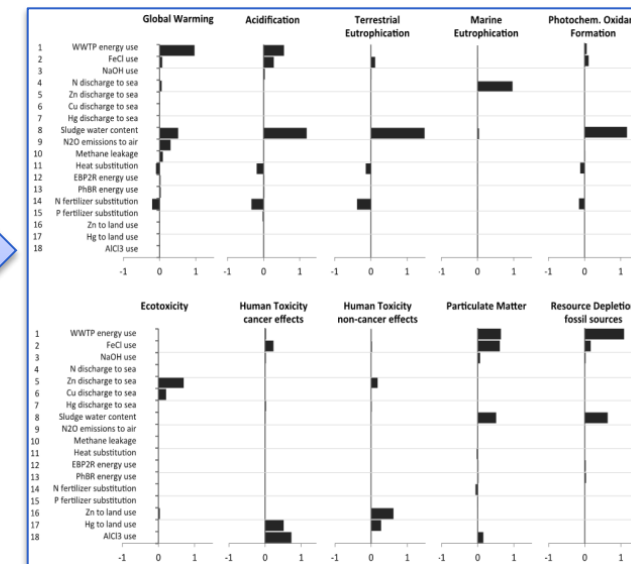 Global Warming Acidification Terrestrial Eutrophication Marine Eutrophication Photochem. Oxidan Formation
1 WWTP energy use
2 FeCl use
3 NaOH use
4 N discharge to sea
5 Zn discharge to sea
6 Cu discharge to sea
7 Hg discharge to sea
8 Sludge water content
9 N2O emissions to air
10 Methane leakage
11 Heat substitution
12 EBP2R energy use
13 PhBR energy use
14 N fertilizer substitution
15 P fertilizer substitution
16 Zn to land use
17 Hg to land use
18 AlCl3 use
-1 0 1 -1 0 1 -1 0 1 -1 0 1 -1 0 1
Ecotoxicity Human Toxicity cancer effects Human Toxicity non-cancer effects Particulate Matter Resource Depletio fossil sources
1 WWTP energy use
2 FeCl use
3 NaOH use
4 N discharge to sea
5 Zn discharge to sea
6 Cu discharge to sea
7 Hg discharge to sea
8 Sludge water content
9 N2O emissions to air
10 Methane leakage
11 Heat substitution
12 EBP2R energy use
13 PhBR energy use
14 N fertilizer substitution
15 P fertilizer substitution
16 Zn to land use
17 Hg to land use
18 AlCl3 use
-1 0 1 -1 0 1 -1 0 1 -1 0 1 -1 0 1